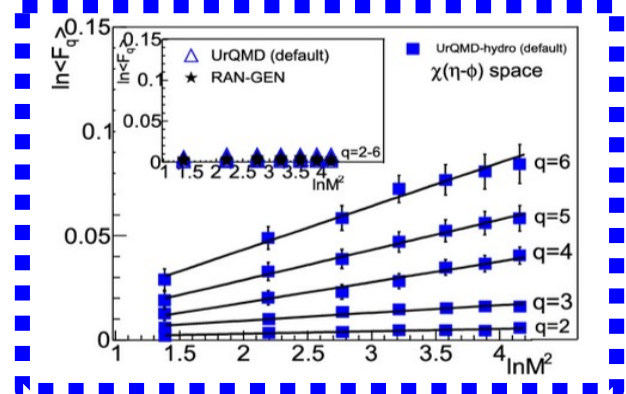 ln<Fq>
0.15
0.1
0.05
0
1 1.5 2 2.5 3 3.5 4
lnM²
ln<Fq>
0.15
0.1
0.05
0
1 1.5 2 2.5 3 3.5 4
lnM²
△ UrQMD (default)
★ RAN-GEN
q=2-6
■ UrQMD-hydro (default)
χ(η-ϕ) space
q=6
q=5
q=4
q=3
q=2